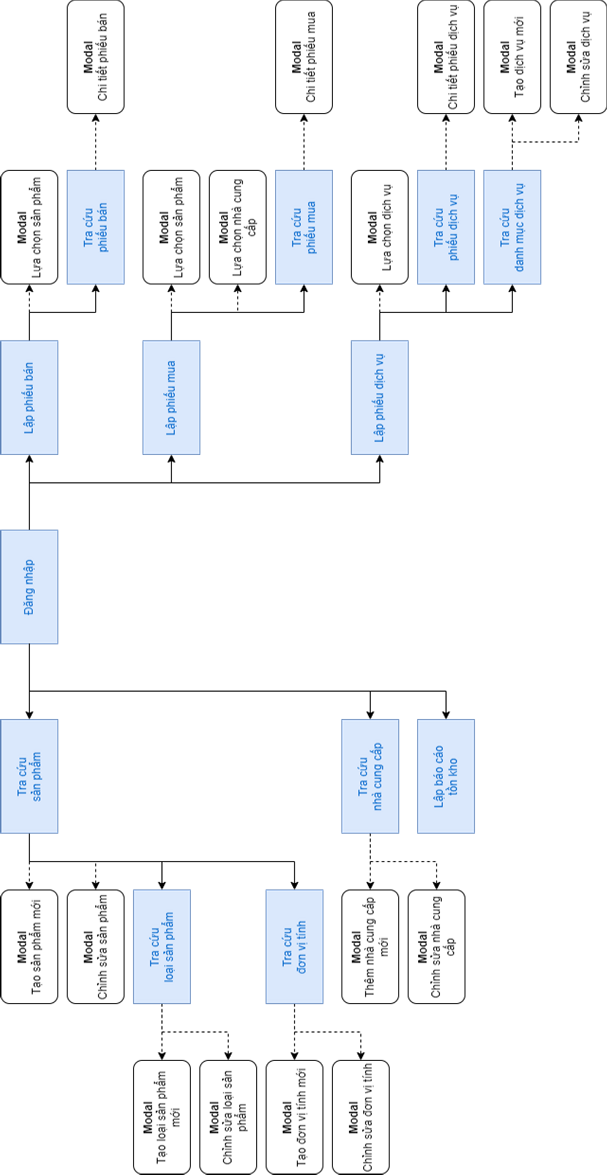 Modal
Tạo sản phẩm mới
Tra cứu
sản phẩm
Đăng nhập
Lập phiếu bán
Modal
Lựa chọn sản phẩm
Modal
Chỉnh sửa sản phẩm
Tra cứu
phiếu bán
Modal
Chi tiết phiếu bán
Modal
Tạo loại sản phẩm
mới
Tra cứu
loại sản phẩm
Lập phiếu mua
Modal
Lựa chọn sản phẩm
Modal
Chỉnh sửa loại sản
phẩm
Modal
Lựa chọn nhà cung
cấp
Modal
Tạo đơn vị tính mới
Tra cứu
đơn vị tính
Tra cứu
phiếu mua
Modal
Chi tiết phiếu mua
Modal
Chỉnh sửa đơn vị tính
Modal
Thêm nhà cung cấp
mới
Tra cứu
nhà cung cấp
Lập phiếu dịch vụ
Modal
Lựa chọn dịch vụ
Modal
Chỉnh sửa nhà cung
cấp
Lập báo cáo
tồn kho
Tra cứu
phiếu dịch vụ
Modal
Chi tiết phiếu dịch vụ
Tra cứu
danh mục dịch vụ
Modal
Tạo dịch vụ mới
Modal
Chỉnh sửa dịch vụ